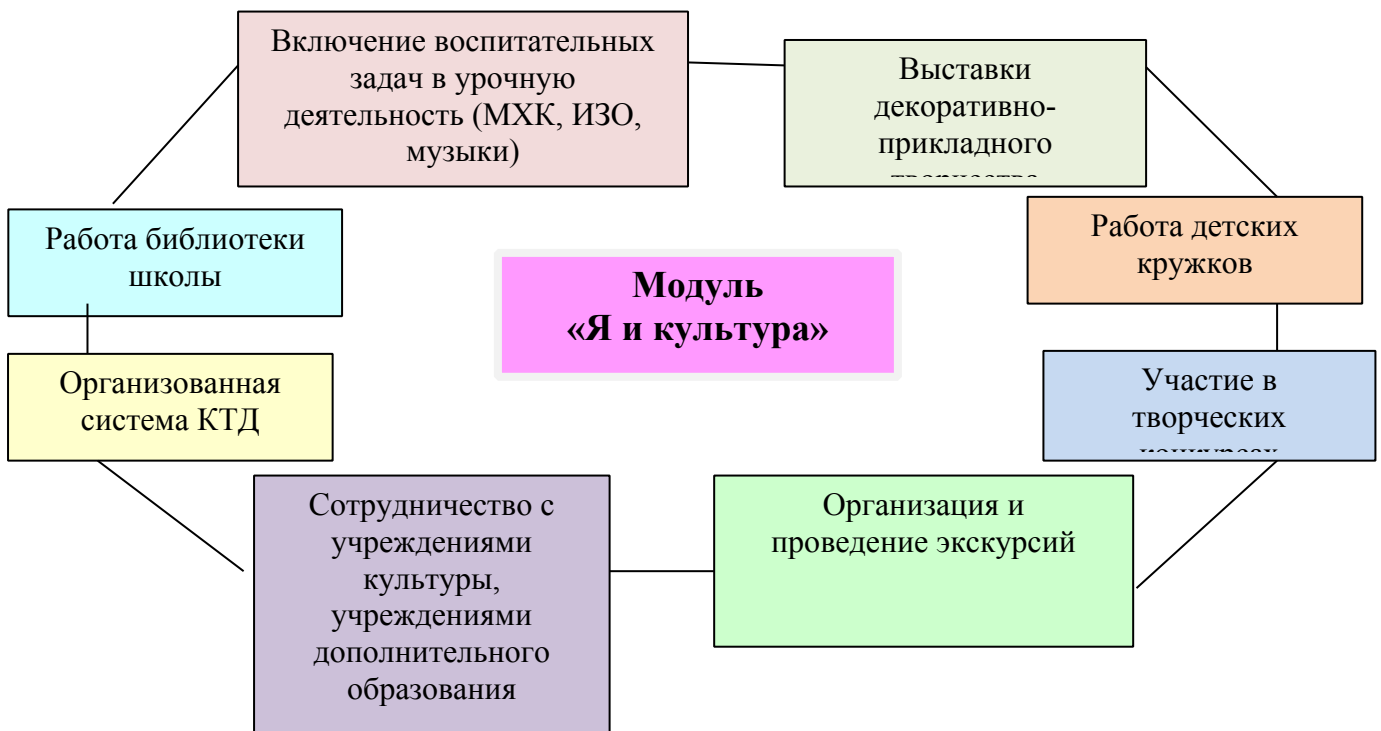 Включение воспитательных
задач в урочную
деятельность (МХК, ИЗО,
музыки)
Выставки
декоративно-
прикладного
Работа библиотеки
школы
Модуль
«Я и культура»
Работа детских
кружков
Организованная
система КТД
Участие в
творческих
Сотрудничество с
учреждениями
культуры,
учреждениями
дополнительного
образования
Организация и
проведение экскурсий